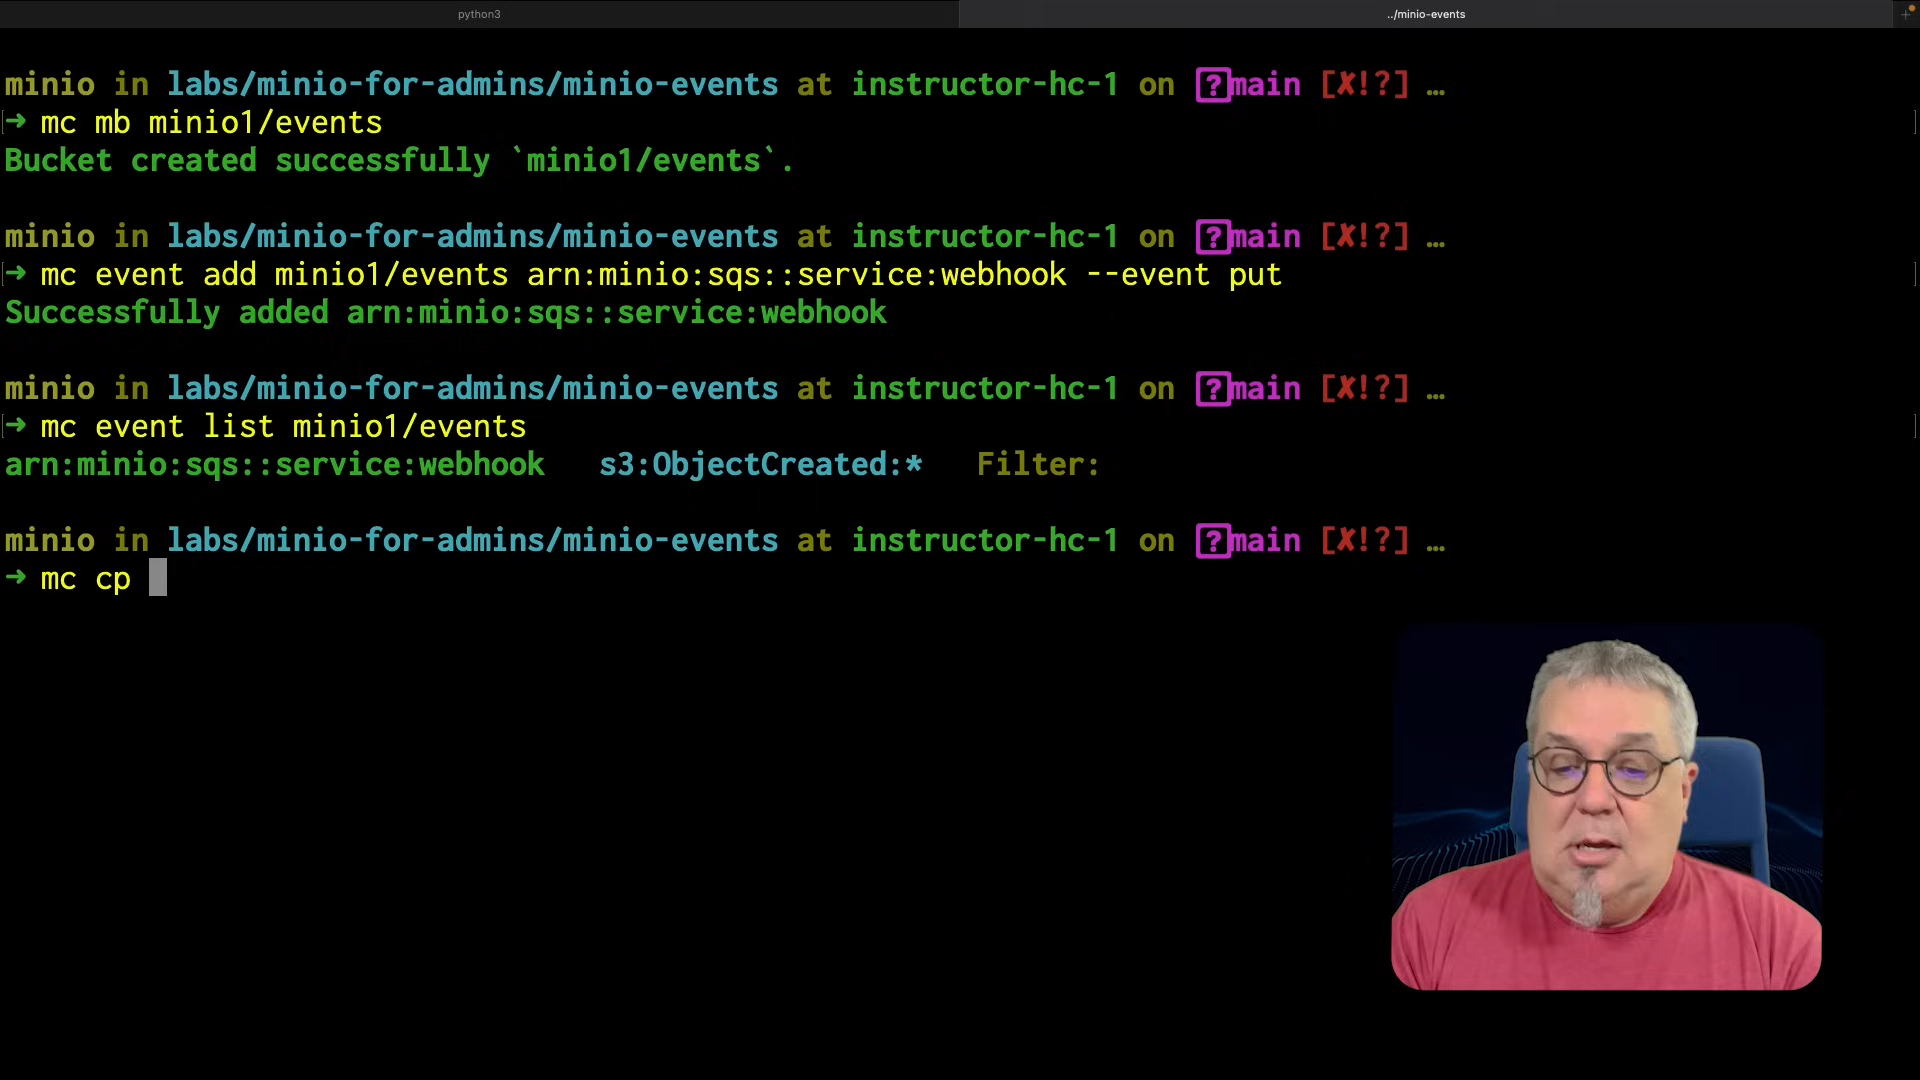 python3
../minio-events
minio in labs/minio-for-admins/minio-events at instructor-hc-1 on [?]main [✘!?] …
➜ mc mb minio1/events
Bucket created successfully `minio1/events`.
minio in labs/minio-for-admins/minio-events at instructor-hc-1 on [?]main [✘!?] …
➜ mc event add minio1/events arn:minio:sqs::service:webhook --event put
Successfully added arn:minio:sqs::service:webhook
minio in labs/minio-for-admins/minio-events at instructor-hc-1 on [?]main [✘!?] …
➜ mc event list minio1/events
arn:minio:sqs::service:webhook   s3:ObjectCreated:*   Filter:
minio in labs/minio-for-admins/minio-events at instructor-hc-1 on [?]main [✘!?] …
➜ mc cp